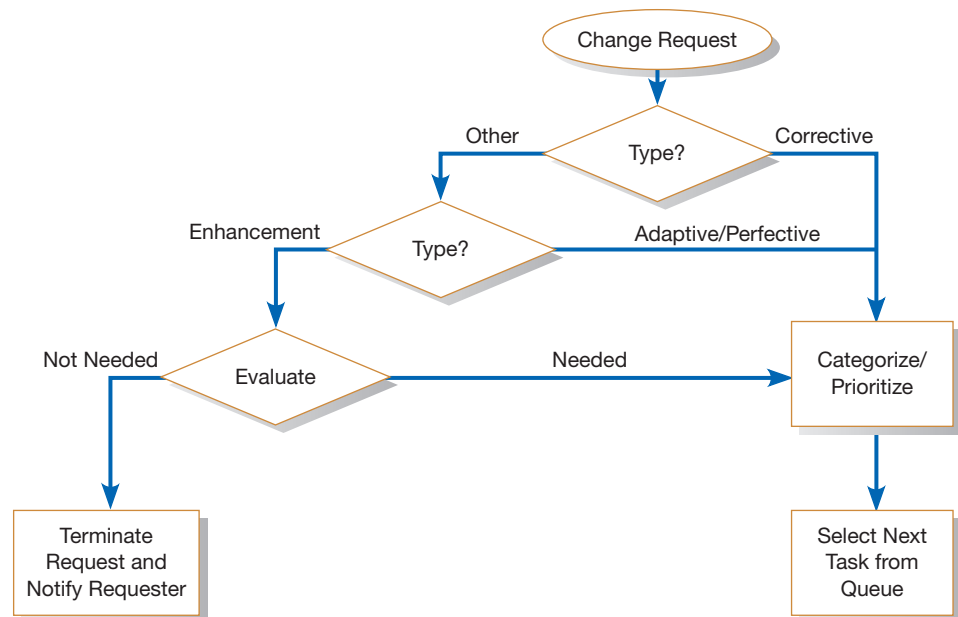 Change Request
Other
Corrective
Type?
Enhancement
Type?
Adaptive/Perfective
Not Needed
Evaluate
Needed
Categorize/
Prioritize
Terminate
Request and
Notify Requester
Select Next
Task from
Queue